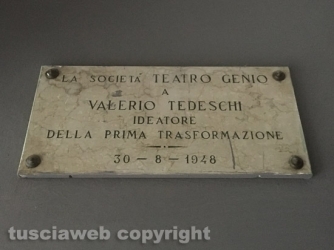 LA SOCIETÀ TEATRO GENIO
A
VALERIO TEDESCHI
IDEATORE
DELLA PRIMA TRASFORMAZIONE
30-8-1948
tusciaweb copyright